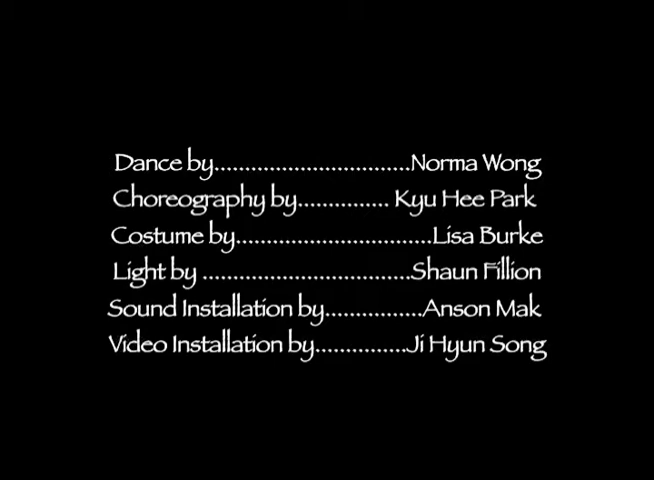 Dance by................................Norma Wong
Choreography by............... Kyu Hee Park
Costume by................................Lisa Burke
Light by ..................................Shaun Fillion
Sound Installation by................Anson Mak
Video Installation by...............Ji Hyun Song